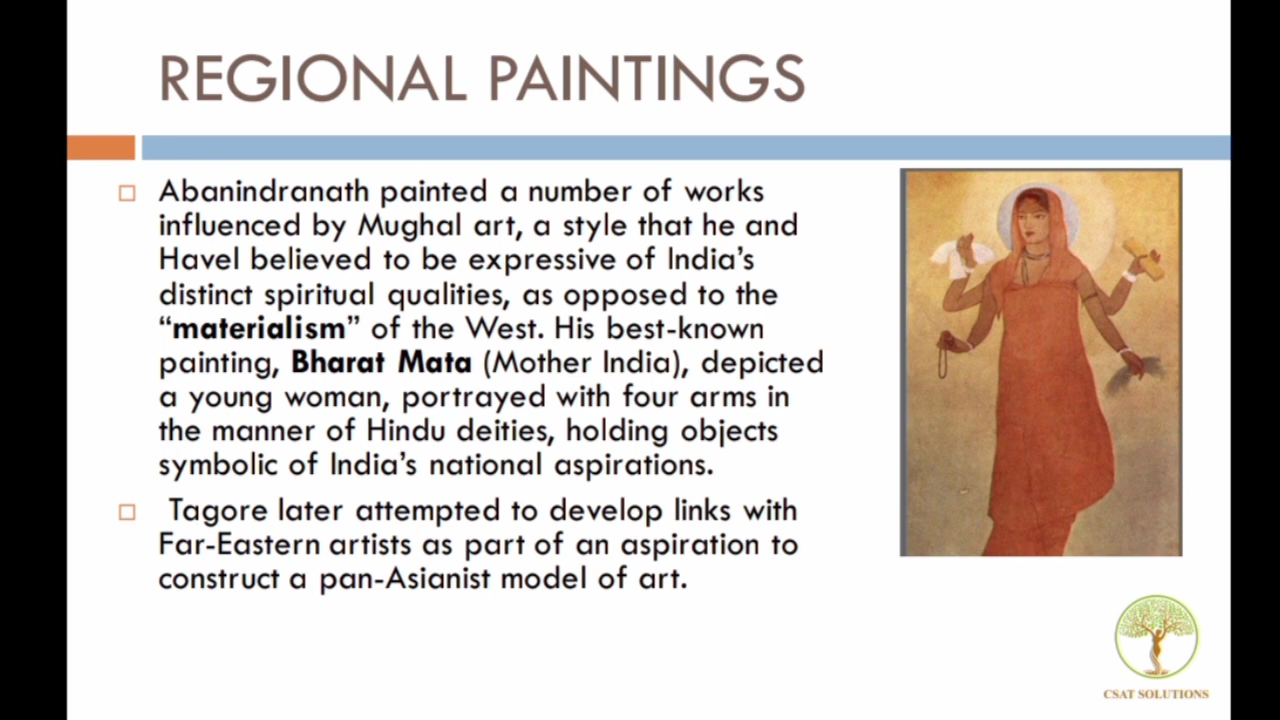 REGIONAL PAINTINGS
Abanindranath painted a number of works
influenced by Mughal art, a style that he and
Havel believed to be expressive of India’s
distinct spiritual qualities, as opposed to the
“materialism” of the West. His best-known
painting, Bharat Mata (Mother India), depicted
a young woman, portrayed with four arms in
the manner of Hindu deities, holding objects
symbolic of India’s national aspirations.
Tagore later attempted to develop links with
Far-Eastern artists as part of an aspiration to
construct a pan-Asianist model of art.
CSAT SOLUTIONS